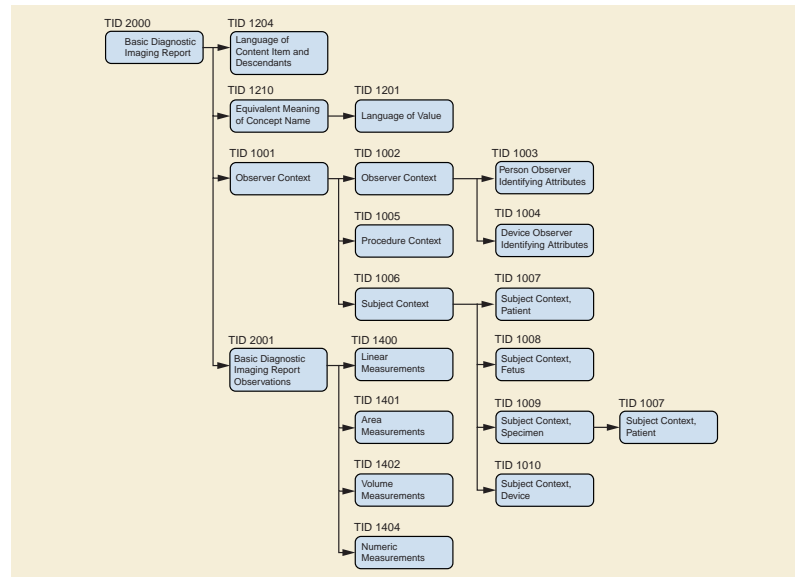 TID 2000
Basic Diagnostic
Imaging Report
TID 1204
Language of
Content Item and
Descendants
TID 1210
Equivalent Meaning
of Concept Name
TID 1201
Language of Value
TID 1001
Observer Context
TID 1002
Observer Context
TID 1003
Person Observer
Identifying Attributes
TID 1004
Device Observer
Identifying Attributes
TID 1005
Procedure Context
TID 1006
Subject Context
TID 1007
Subject Context,
Patient
TID 1008
Subject Context,
Fetus
TID 1009
Subject Context,
Specimen
TID 1007
Subject Context,
Patient
TID 1010
Subject Context,
Device
TID 2001
Basic Diagnostic
Imaging Report
Observations
TID 1400
Linear
Measurements
TID 1401
Area
Measurements
TID 1402
Volume
Measurements
TID 1404
Numeric
Measurements